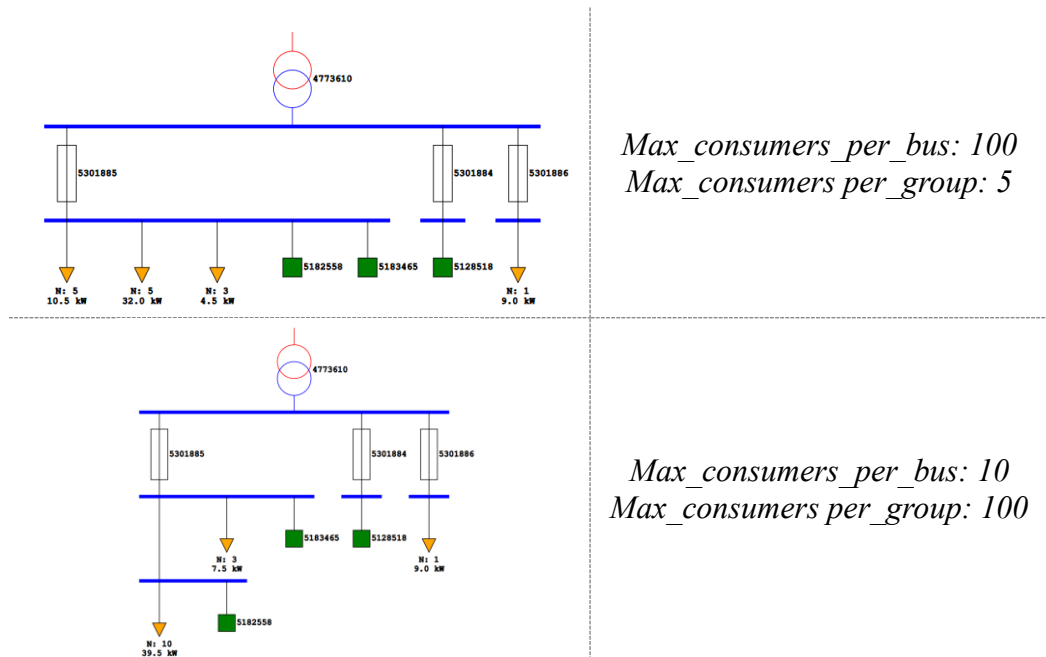 4773610
5301885
5301884
5301886
5182558
5183465
5128518
N: 5
10.5 kW
N: 5
32.0 kW
N: 3
4.5 kW
N: 1
9.0 kW
Max_consumers_per_bus: 100
Max_consumers per_group: 5
4773610
5301885
5301884
5301886
5183465
5128518
N: 3
7.5 kW
N: 1
9.0 kW
5182558
N: 10
39.5 kW
Max_consumers_per_bus: 10
Max_consumers per_group: 100